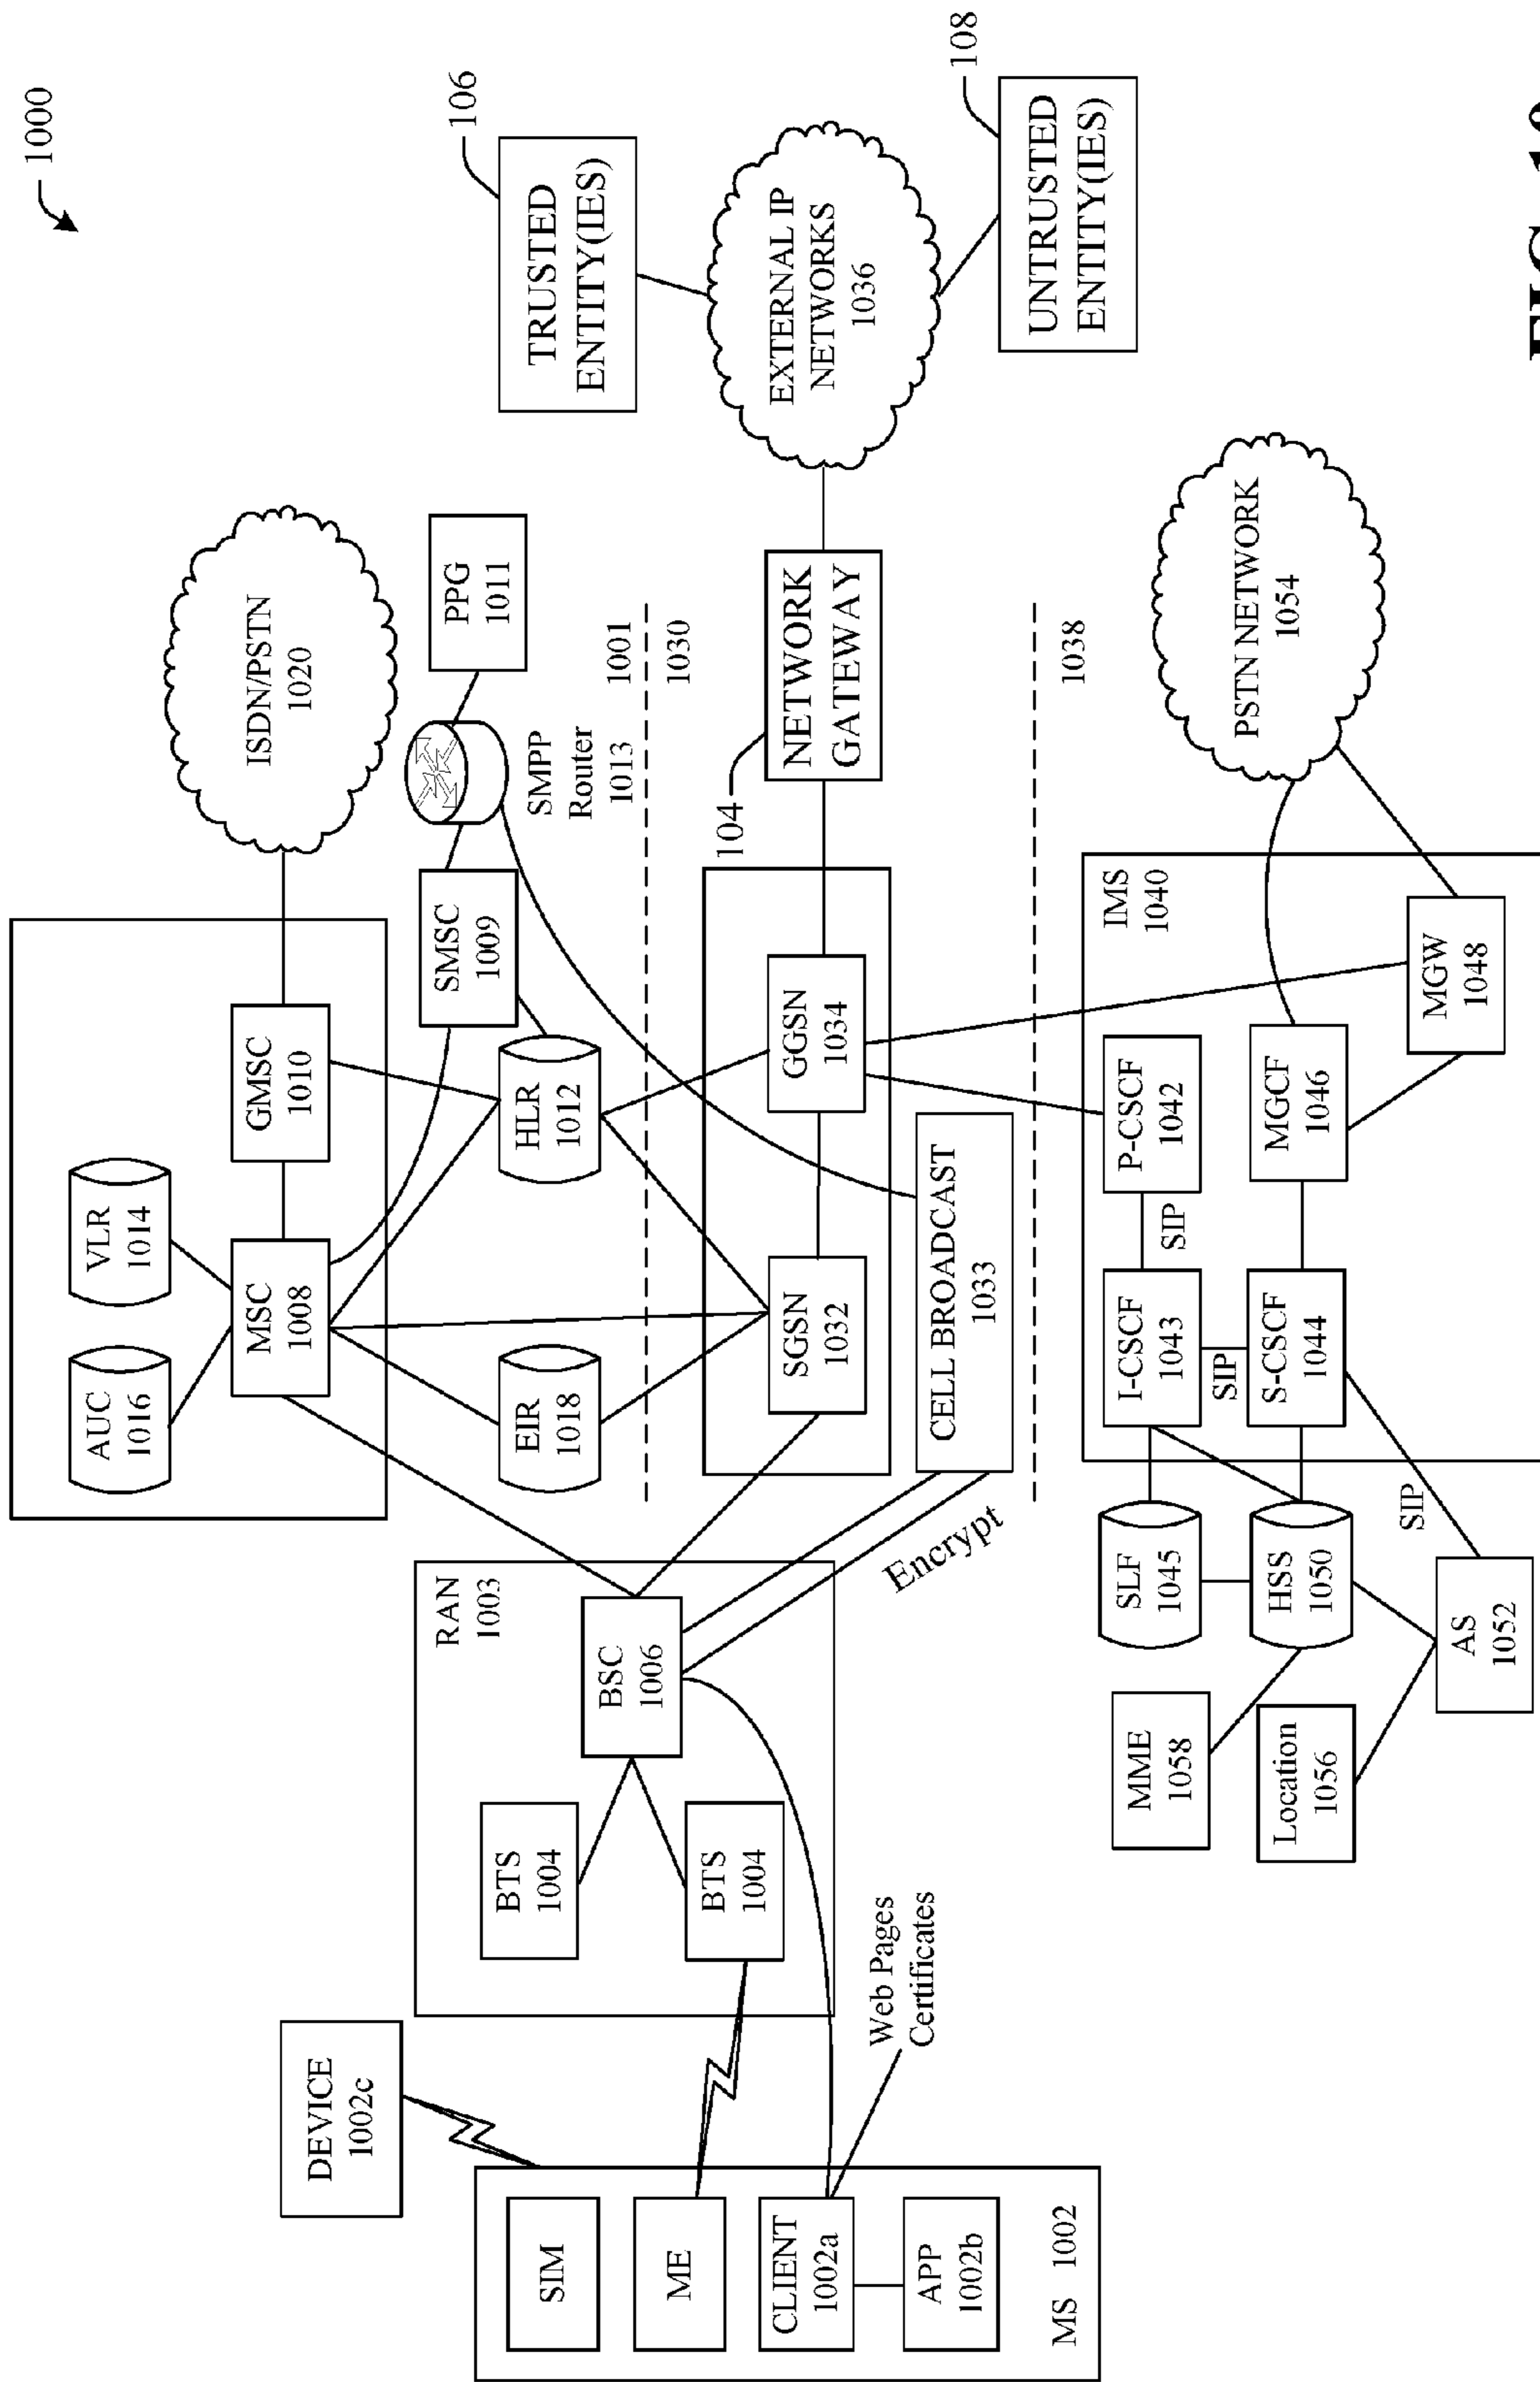 1000
ISDN/PSTN
1020
TRUSTED
ENTITY(IES)
106
AUC
1016
VLR
1014
MSC
1008
GMSC
1010
SMSC
1009
PPG
1011
SMPP
Router
1013
EIR
1018
HLR
1012
1001
1030
DEVICE
1002c
RAN
1003
BTS
1004
BTS
1004
BSC
1006
SIM
ME
CLIENT
1002a
APP
1002b
MS 1002
Web Pages
Certificates
SGSN
1032
GGSN
1034
104
NETWORK
GATEWAY
EXTERNAL IP
NETWORKS
1036
UNTRUSTED
ENTITY(IES)
108
CELL BROADCAST
1033
Encrypt
1038
IMS
1040
P-CSCF
1042
SIP
I-CSCF
1043
SIP
S-CSCF
1044
MGCF
1046
MGW
1048
PSTN NETWORK
1054
SLF
1045
HSS
1050
SIP
AS
1052
MME
1058
Location
1056